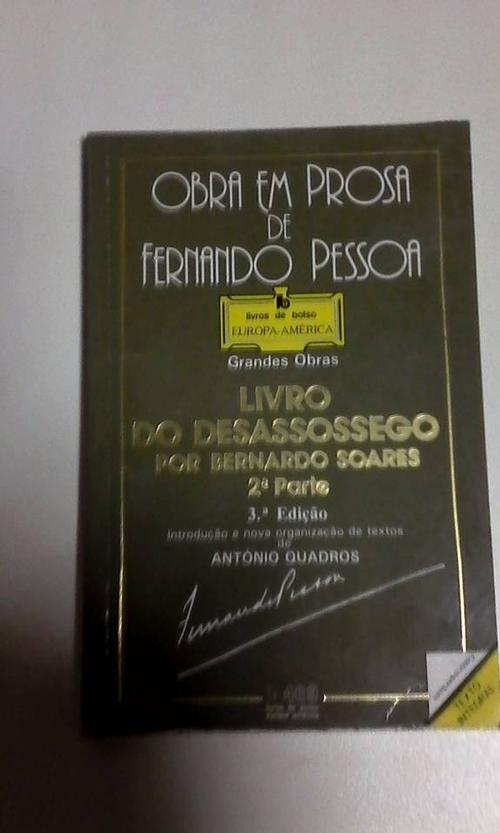 OBRA EM PROSA
DE
FERNANDO PESSOA
lb
livros de bolso
EUROPA-AMÉRICA
Grandes Obras
LIVRO
DO DESASSOSSEGO
POR BERNARDO SOARES
2ª Parte
3.ª Edição
Introdução e nova organização de textos
de
ANTÓNIO QUADROS
Fernando Pessoa
TEXTO
INTEGRAL